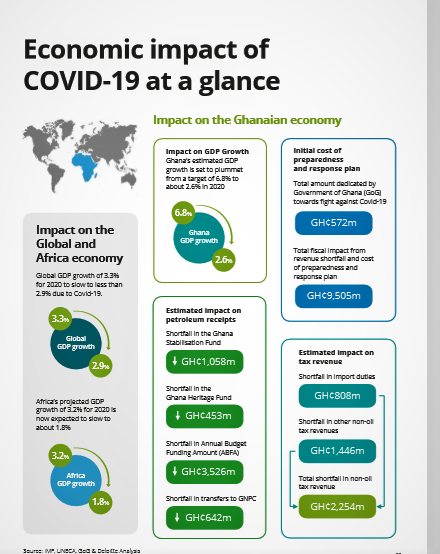 Economic impact of
COVID-19 at a glance
Impact on the Ghanaian economy
Impact on the
Global and
Africa economy
Global GDP growth of 3.3%
for 2020 to slow to less than
2.9% due to Covid-19.
3.3%
Global
GDP growth
2.9%
Africa's projected GDP
growth of 3.2% for 2020 is
now expected to slow to
about 1.8%
3.2%
Africa
GDP growth
1.8%
Impact on GDP Growth
Ghana's estimated GDP
growth is set to plummet
from a target of 6.8% to
about 2.6% in 2020
6.8%
Ghana
GDP growth
2.6%
Estimated impact on
petroleum receipts
Shortfall in the Ghana
Stabilisation Fund
GH¢1,058m
Shortfall in the
Ghana Heritage Fund
GH¢453m
Shortfall in Annual Budget
Funding Amount (ABFA)
GH¢3,526m
Shortfall in transfers to GNPC
GH¢642m
Initial cost of
preparedness
and response plan
Total amount dedicated by
Government of Ghana (GoG)
towards fight against Covid-19
GH¢572m
Total fiscal impact from
revenue shortfall and cost
of preparedness and
response plan
GH¢9,505m
Estimated impact on
tax revenue
Shortfall in import duties
GH¢808m
Shortfall in other non-oil
tax revenues
GH¢1,446m
Total shortfall in non-oil
tax revenue
GH¢2,254m
Source: IMF, UNECA, GoG & Deloitte Analysis